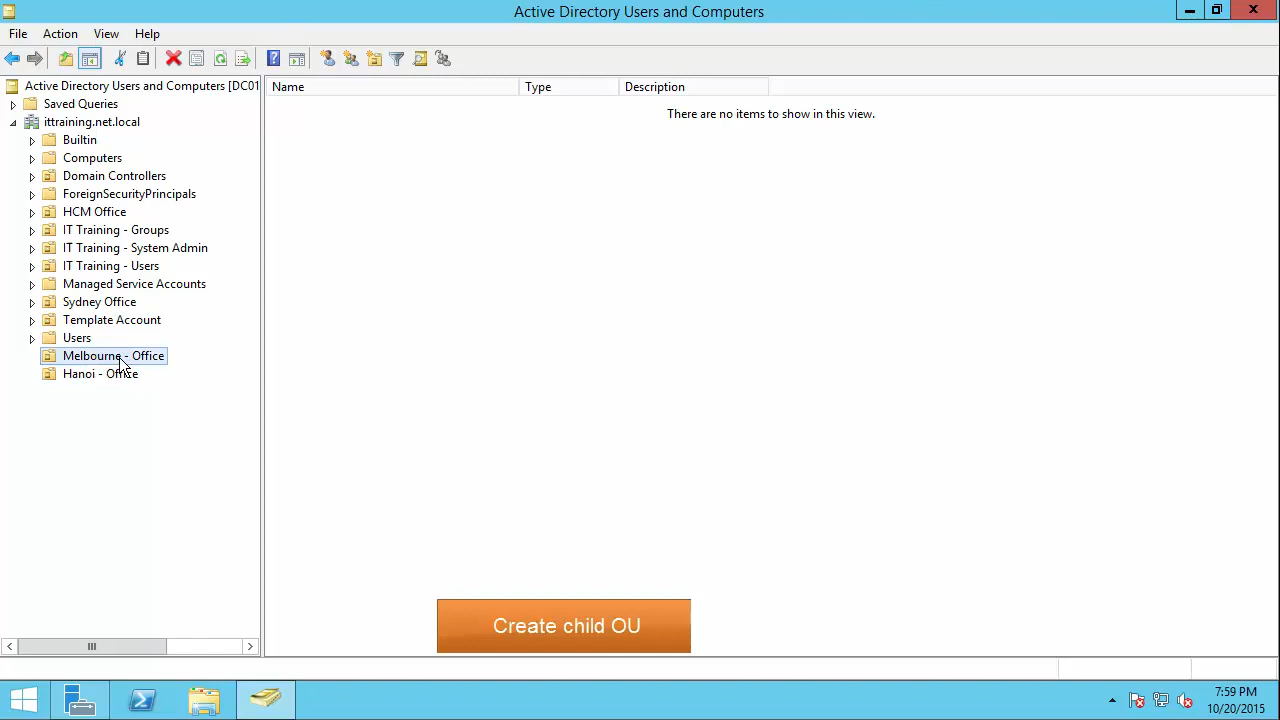 Active Directory Users and Computers
File Action View Help
Active Directory Users and Computers [DC01
Saved Queries
ittraining.net.local
Builtin
Computers
Domain Controllers
ForeignSecurityPrincipals
HCM Office
IT Training - Groups
IT Training - System Admin
IT Training - Users
Managed Service Accounts
Sydney Office
Template Account
Users
Melbourne - Office
Hanoi - Office
Name Type Description
There are no items to show in this view.
Create child OU
7:59 PM
10/20/2015